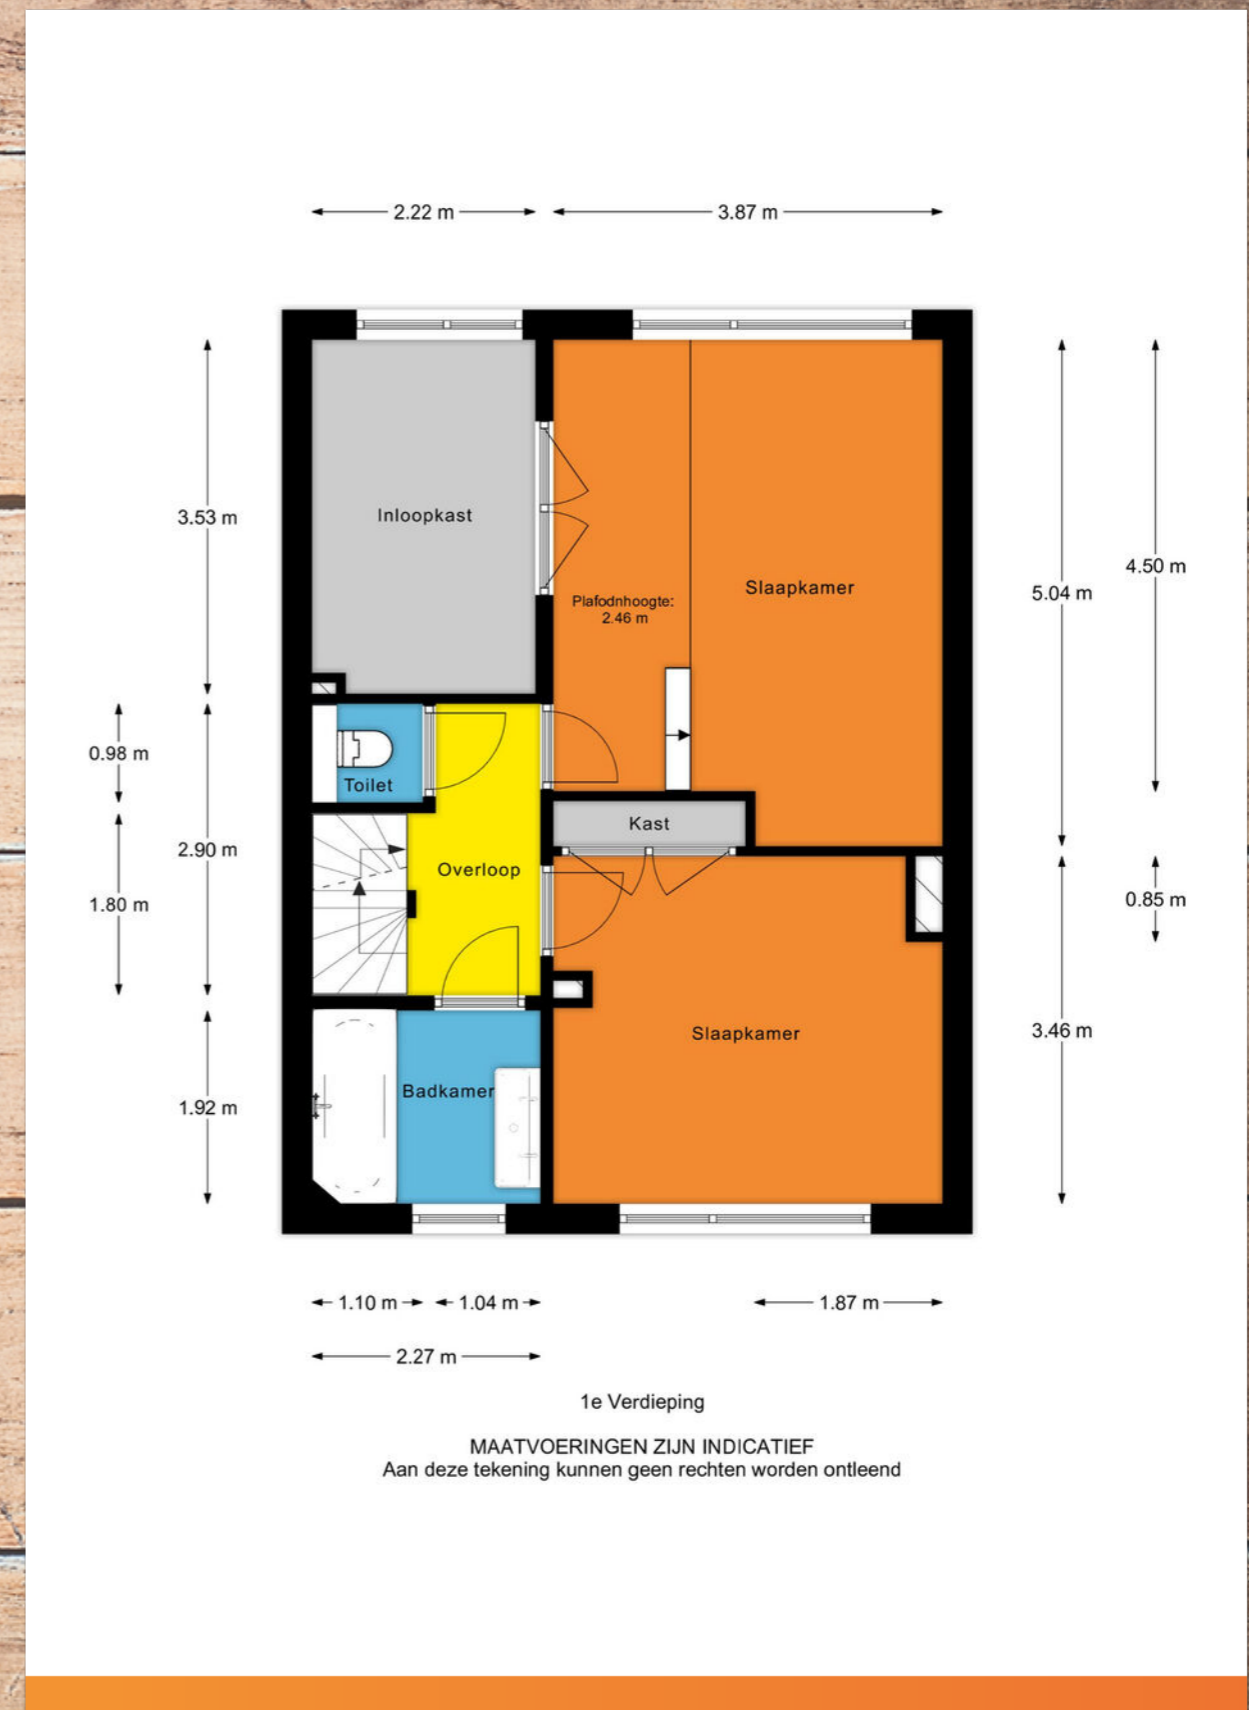 2.22 m
3.87 m
Inloopkast
3.53 m
Slaapkamer
Plafodnhoogte:
2.46 m
5.04 m
4.50 m
0.98 m
Toilet
Kast
2.90 m
Overloop
1.80 m
0.85 m
Slaapkamer
3.46 m
Badkamer
1.92 m
1.10 m
1.04 m
1.87 m
2.27 m
1e Verdieping
MAATVOERINGEN ZIJN INDICATIEF
Aan deze tekening kunnen geen rechten worden ontleend